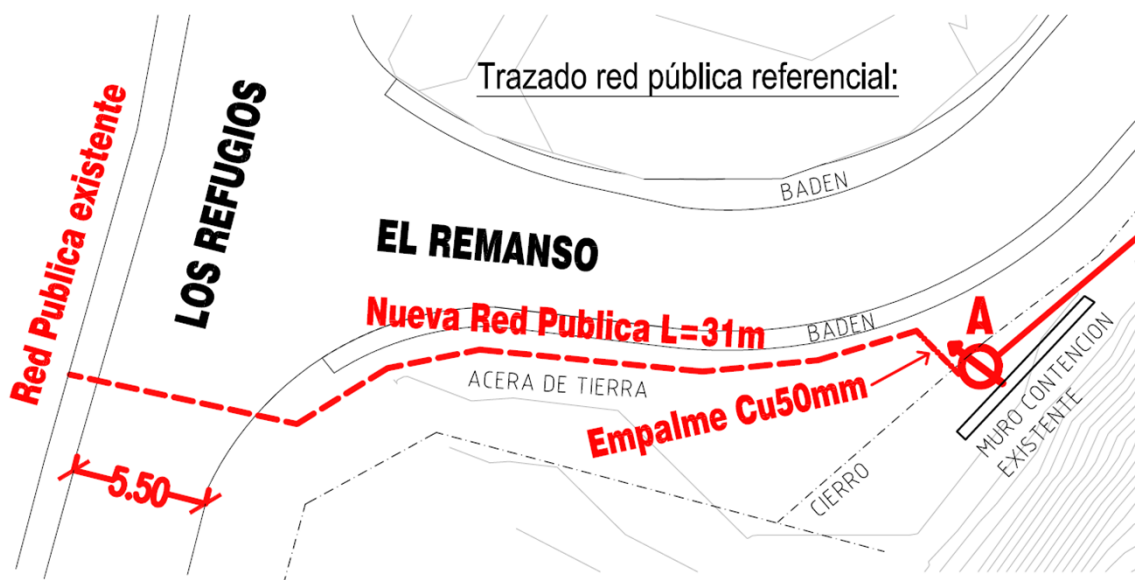 Trazado red pública referencial:
Red Publica existente
LOS REFUGIOS
BADEN
EL REMANSO
Nueva Red Publica L=31m
BADEN
A
ACERA DE TIERRA
Empalme Cu50mm
MURO CONTENCION
EXISTENTE
CIERRO
5.50